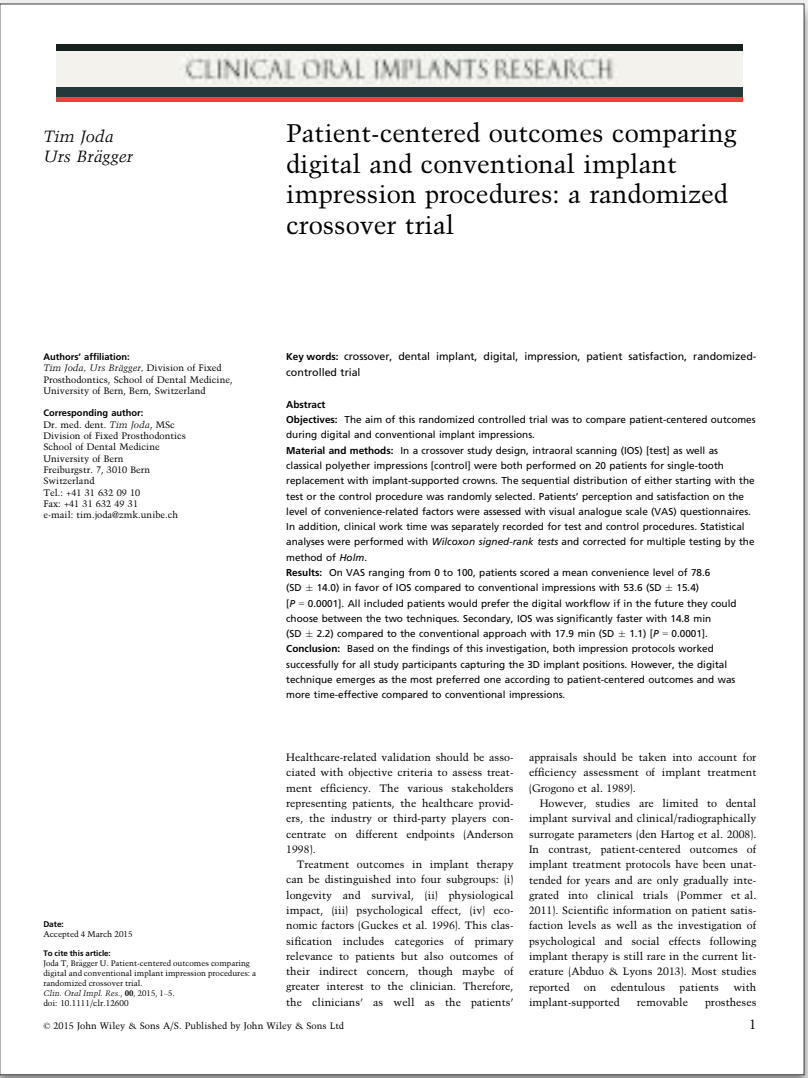 CLINICAL ORAL IMPLANTS RESEARCH
Tim Joda
Urs Brägger
Patient-centered outcomes comparing
digital and conventional implant
impression procedures: a randomized
crossover trial
Authors’ affiliation:
Tim Joda, Urs Brägger, Division of Fixed
Prosthodontics, School of Dental Medicine,
University of Bern, Bern, Switzerland
Corresponding author:
Dr. med. dent. Tim Joda, MSc
Division of Fixed Prosthodontics
School of Dental Medicine
University of Bern
Freiburgstr. 7, 3010 Bern
Switzerland
Tel.: +41 31 632 09 10
Fax: +41 31 632 49 31
e-mail: tim.joda@zmk.unibe.ch
Key words: crossover, dental implant, digital, impression, patient satisfaction, randomized-
controlled trial
Abstract
Objectives: The aim of this randomized controlled trial was to compare patient-centered outcomes
during digital and conventional implant impressions.
Material and methods: In a crossover study design, intraoral scanning (IOS) [test] as well as
classical polyether impressions [control] were both performed on 20 patients for single-tooth
replacement with implant-supported crowns. The sequential distribution of either starting with the
test or the control procedure was randomly selected. Patients’ perception and satisfaction on the
level of convenience-related factors were assessed with visual analogue scale (VAS) questionnaires.
In addition, clinical work time was separately recorded for test and control procedures. Statistical
analyses were performed with Wilcoxon signed-rank tests and corrected for multiple testing by the
method of Holm.
Results: On VAS ranging from 0 to 100, patients scored a mean convenience level of 78.6
(SD ± 14.0) in favor of IOS compared to conventional impressions with 53.6 (SD ± 15.4)
[P = 0.0001]. All included patients would prefer the digital workflow if in the future they could
choose between the two techniques. Secondary, IOS was significantly faster with 14.8 min
(SD ± 2.2) compared to the conventional approach with 17.9 min (SD ± 1.1) [P = 0.0001].
Conclusion: Based on the findings of this investigation, both impression protocols worked
successfully for all study participants capturing the 3D implant positions. However, the digital
technique emerges as the most preferred one according to patient-centered outcomes and was
more time-effective compared to conventional impressions.
Healthcare-related validation should be asso-
ciated with objective criteria to assess treat-
ment efficiency. The various stakeholders
representing patients, the healthcare provid-
ers, the industry or third-party players con-
centrate on different endpoints (Anderson
1998).
Treatment outcomes in implant therapy
can be distinguished into four subgroups: (i)
longevity and survival, (ii) physiological
impact, (iii) psychological effect, (iv) eco-
nomic factors (Guckes et al. 1996). This clas-
sification includes categories of primary
relevance to patients but also outcomes of
their indirect concern, though maybe of
greater interest to the clinician. Therefore,
the clinicians’ as well as the patients’
appraisals should be taken into account for
efficiency assessment of implant treatment
(Grogono et al. 1989).
However, studies are limited to dental
implant survival and clinical/radiographically
surrogate parameters (den Hartog et al. 2008).
In contrast, patient-centered outcomes of
implant treatment protocols have been unat-
tended for years and are only gradually inte-
grated into clinical trials (Pommer et al.
2011). Scientific information on patient satis-
faction levels as well as the investigation of
psychological and social effects following
implant therapy is still rare in the current lit-
erature (Abduo & Lyons 2013). Most studies
reported on edentulous patients with
implant-supported removable prostheses
Date:
Accepted 4 March 2015
To cite this article:
Joda T, Brägger U. Patient-centered outcomes comparing
digital and conventional implant impression procedures: a
randomized crossover trial.
Clin. Oral Impl. Res., 00, 2015, 1–5.
doi: 10.1111/clr.12600
© 2015 John Wiley & Sons A/S. Published by John Wiley & Sons Ltd
1